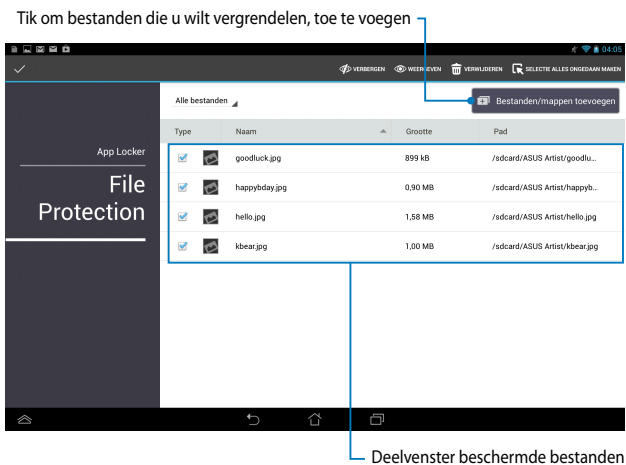 Tik om bestanden die u wilt vergrendelen, toe te voegen
04:05
VERBERGEN WEERGEVEN VERWIJDEREN SELECTIE ALLES ONGEDAAN MAKEN
Alle bestanden
Bestanden/mappen toevoegen
Type Naam Grootte Pad
App Locker
File
Protection
goodluck.jpg 899 kB /sdcard/ASUS Artist/goodlu...
happybday.jpg 0,90 MB /sdcard/ASUS Artist/happyb...
hello.jpg 1,58 MB /sdcard/ASUS Artist/hello.jpg
kbear.jpg 1,00 MB /sdcard/ASUS Artist/kbear.jpg
Deelvenster beschermde bestanden